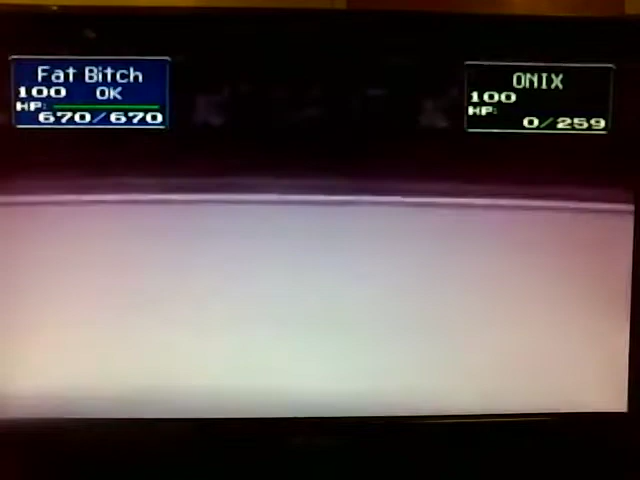 Fat Bitch
100 OK
HP:
670/670
ONIX
100
HP:
0/259